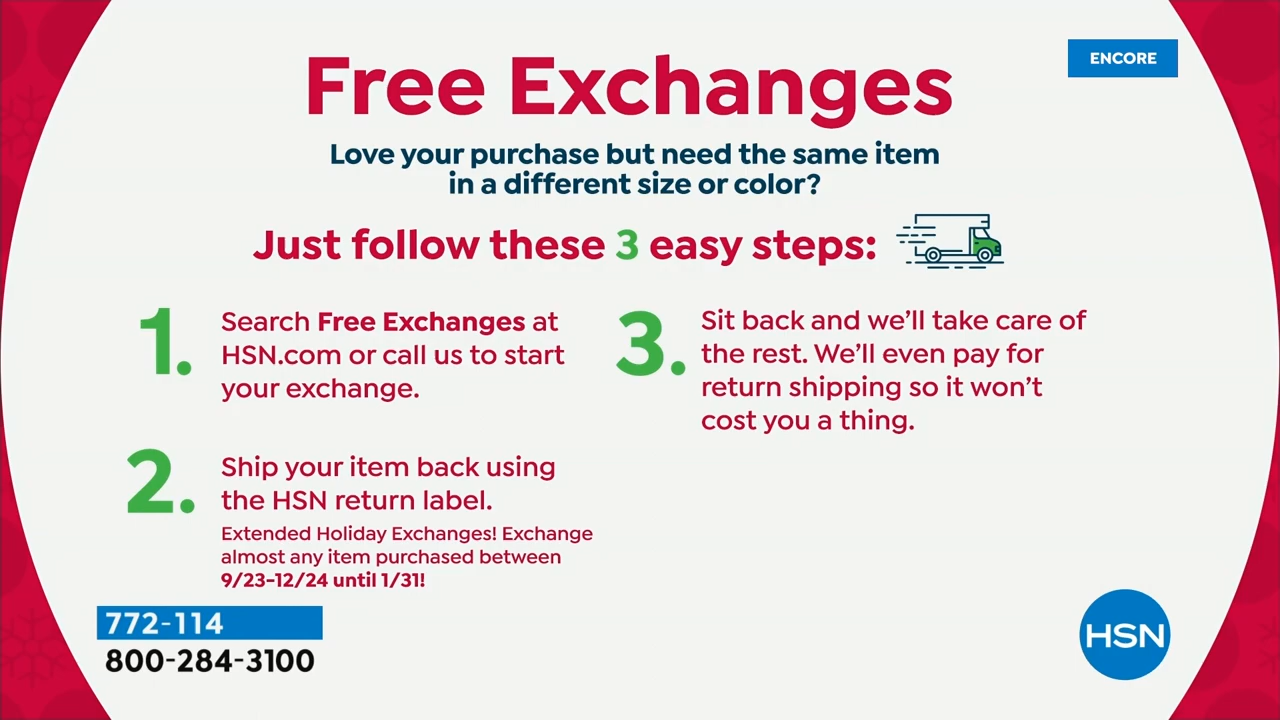 ENCORE
Free Exchanges
Love your purchase but need the same item
in a different size or color?
Just follow these 3 easy steps:
1.
Search Free Exchanges at
HSN.com or call us to start
your exchange.
2.
Ship your item back using
the HSN return label.
Extended Holiday Exchanges! Exchange
almost any item purchased between
9/23-12/24 until 1/31!
3.
Sit back and we'll take care of
the rest. We'll even pay for
return shipping so it won't
cost you a thing.
772-114
800-284-3100
HSN